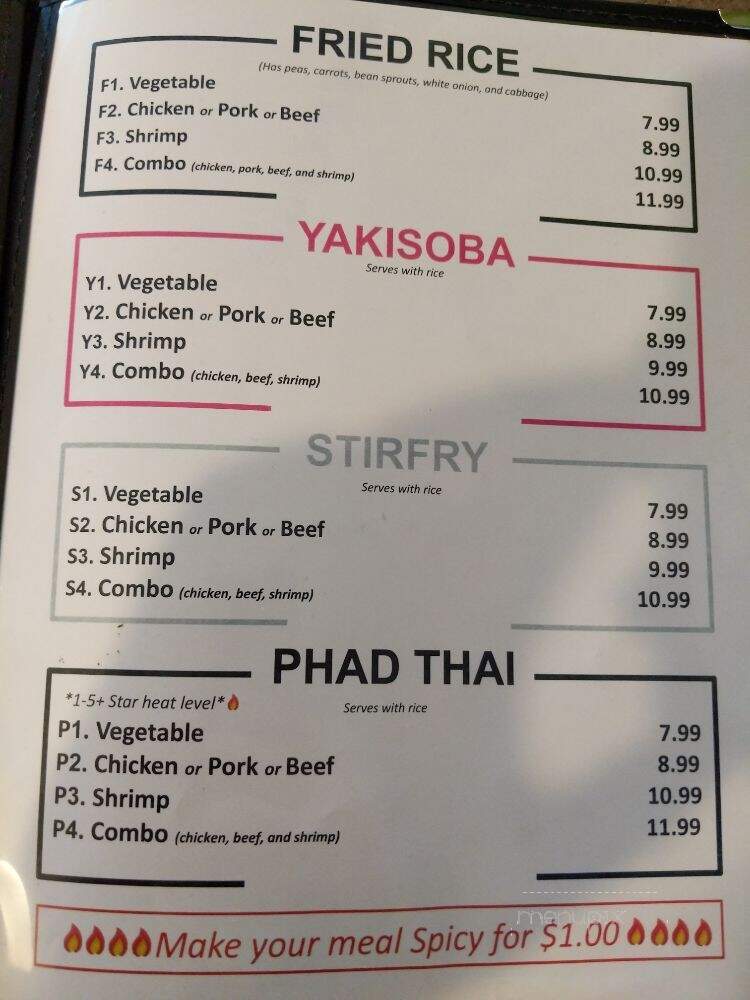 FRIED RICE
(Has peas, carrots, bean sprouts, white onion, and cabbage)
F1. Vegetable 7.99
F2. Chicken or Pork or Beef 8.99
F3. Shrimp 10.99
F4. Combo (chicken, pork, beef, and shrimp) 11.99
YAKISOBA
Serves with rice
Y1. Vegetable 7.99
Y2. Chicken or Pork or Beef 8.99
Y3. Shrimp 9.99
Y4. Combo (chicken, beef, shrimp) 10.99
STIRFRY
Serves with rice
S1. Vegetable 7.99
S2. Chicken or Pork or Beef 8.99
S3. Shrimp 9.99
S4. Combo (chicken, beef, shrimp) 10.99
PHAD THAI
*1-5+ Star heat level*🔥
Serves with rice
P1. Vegetable 7.99
P2. Chicken or Pork or Beef 8.99
P3. Shrimp 10.99
P4. Combo (chicken, beef, and shrimp) 11.99
menupix
🔥🔥🔥🔥Make your meal Spicy for $1.00🔥🔥🔥🔥